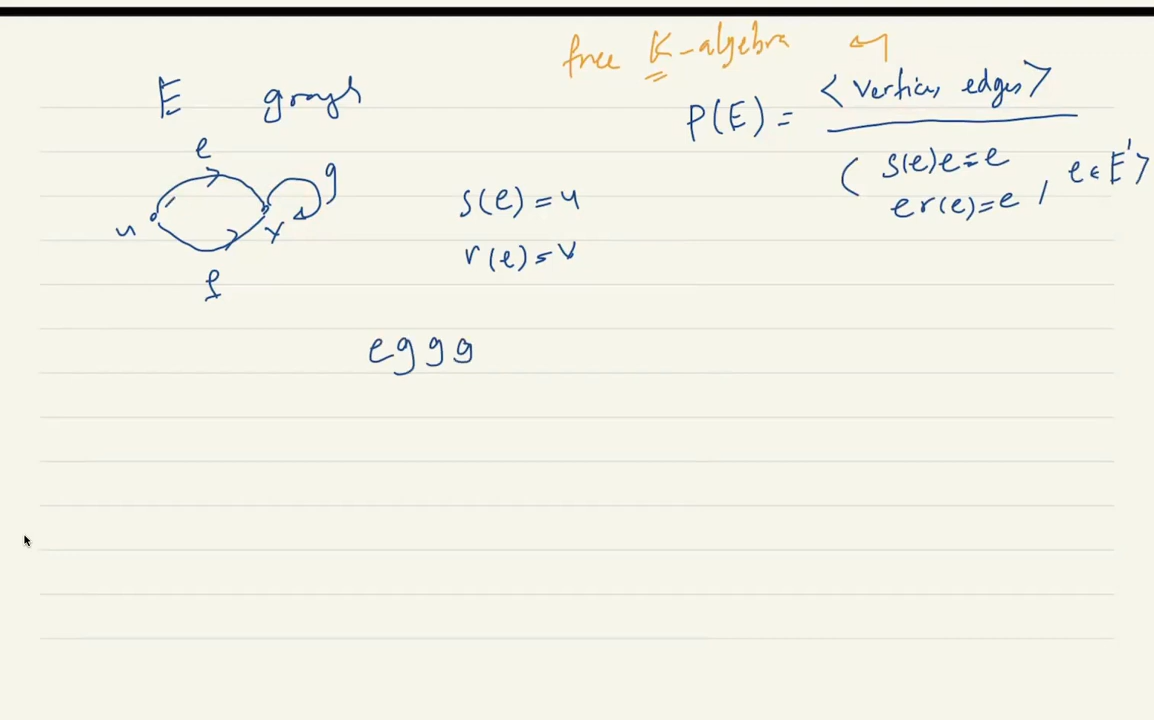 free K-algebra
E graph
P(E) = <vertices, edges>
( s(e)e=e
er(e)=e , e∈E¹>
e
g
s(e)=u
u
v
r(e)=v
f
eggg